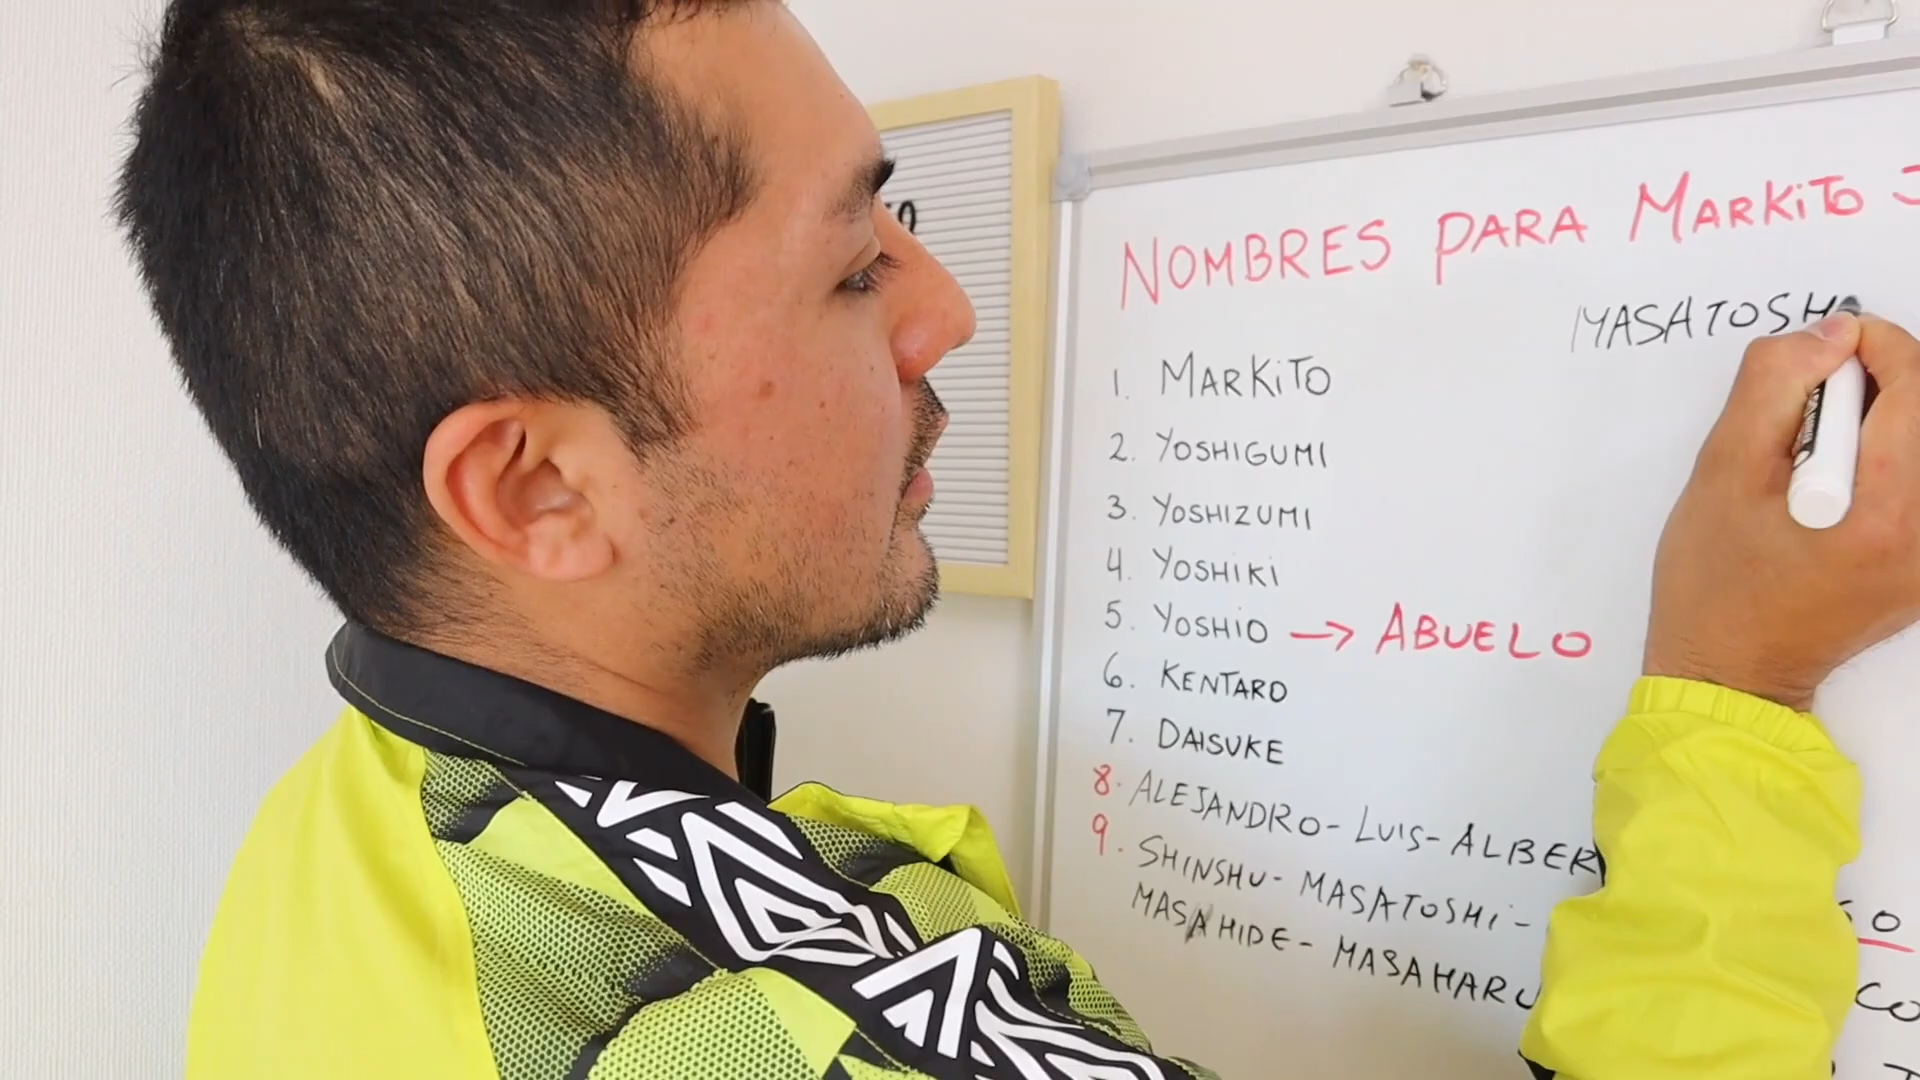 NOMBRES PARA MARKiTO J
MASATOSH
1. MARKiTO
2. YOSHIGUMI
3. YOSHIZUMI
4. YOSHIKI
5. YOSHIO → ABUELO
6. KENTARO
7. DAISUKE
8. ALEJANDRO - LUIS - ALBER
9. SHINSHU - MASATOSHi -
MASAHIDE - MASAHARU